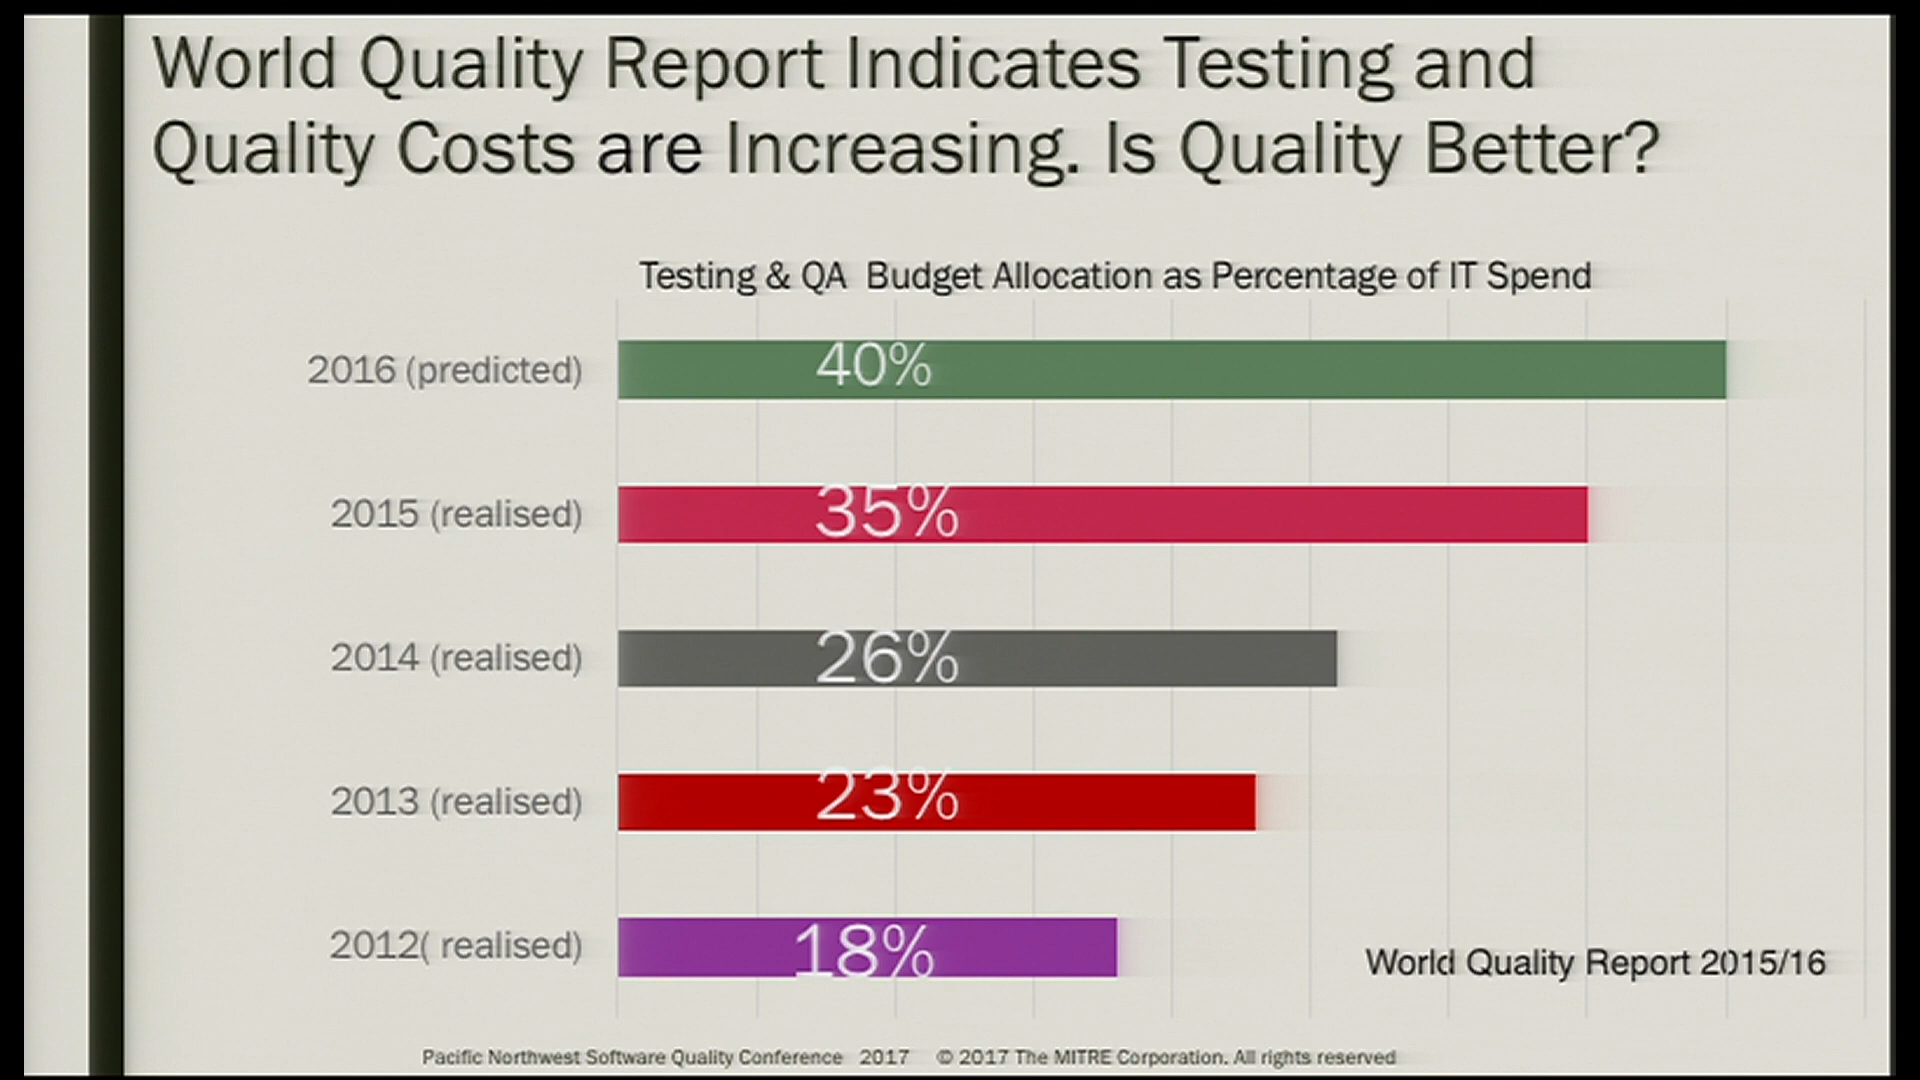 World Quality Report Indicates Testing and
Quality Costs are Increasing. Is Quality Better?
Testing & QA Budget Allocation as Percentage of IT Spend
2016 (predicted) 40%
2015 (realised) 35%
2014 (realised) 26%
2013 (realised) 23%
2012( realised) 18%
World Quality Report 2015/16
Pacific Northwest Software Quality Conference 2017 © 2017 The MITRE Corporation. All rights reserved